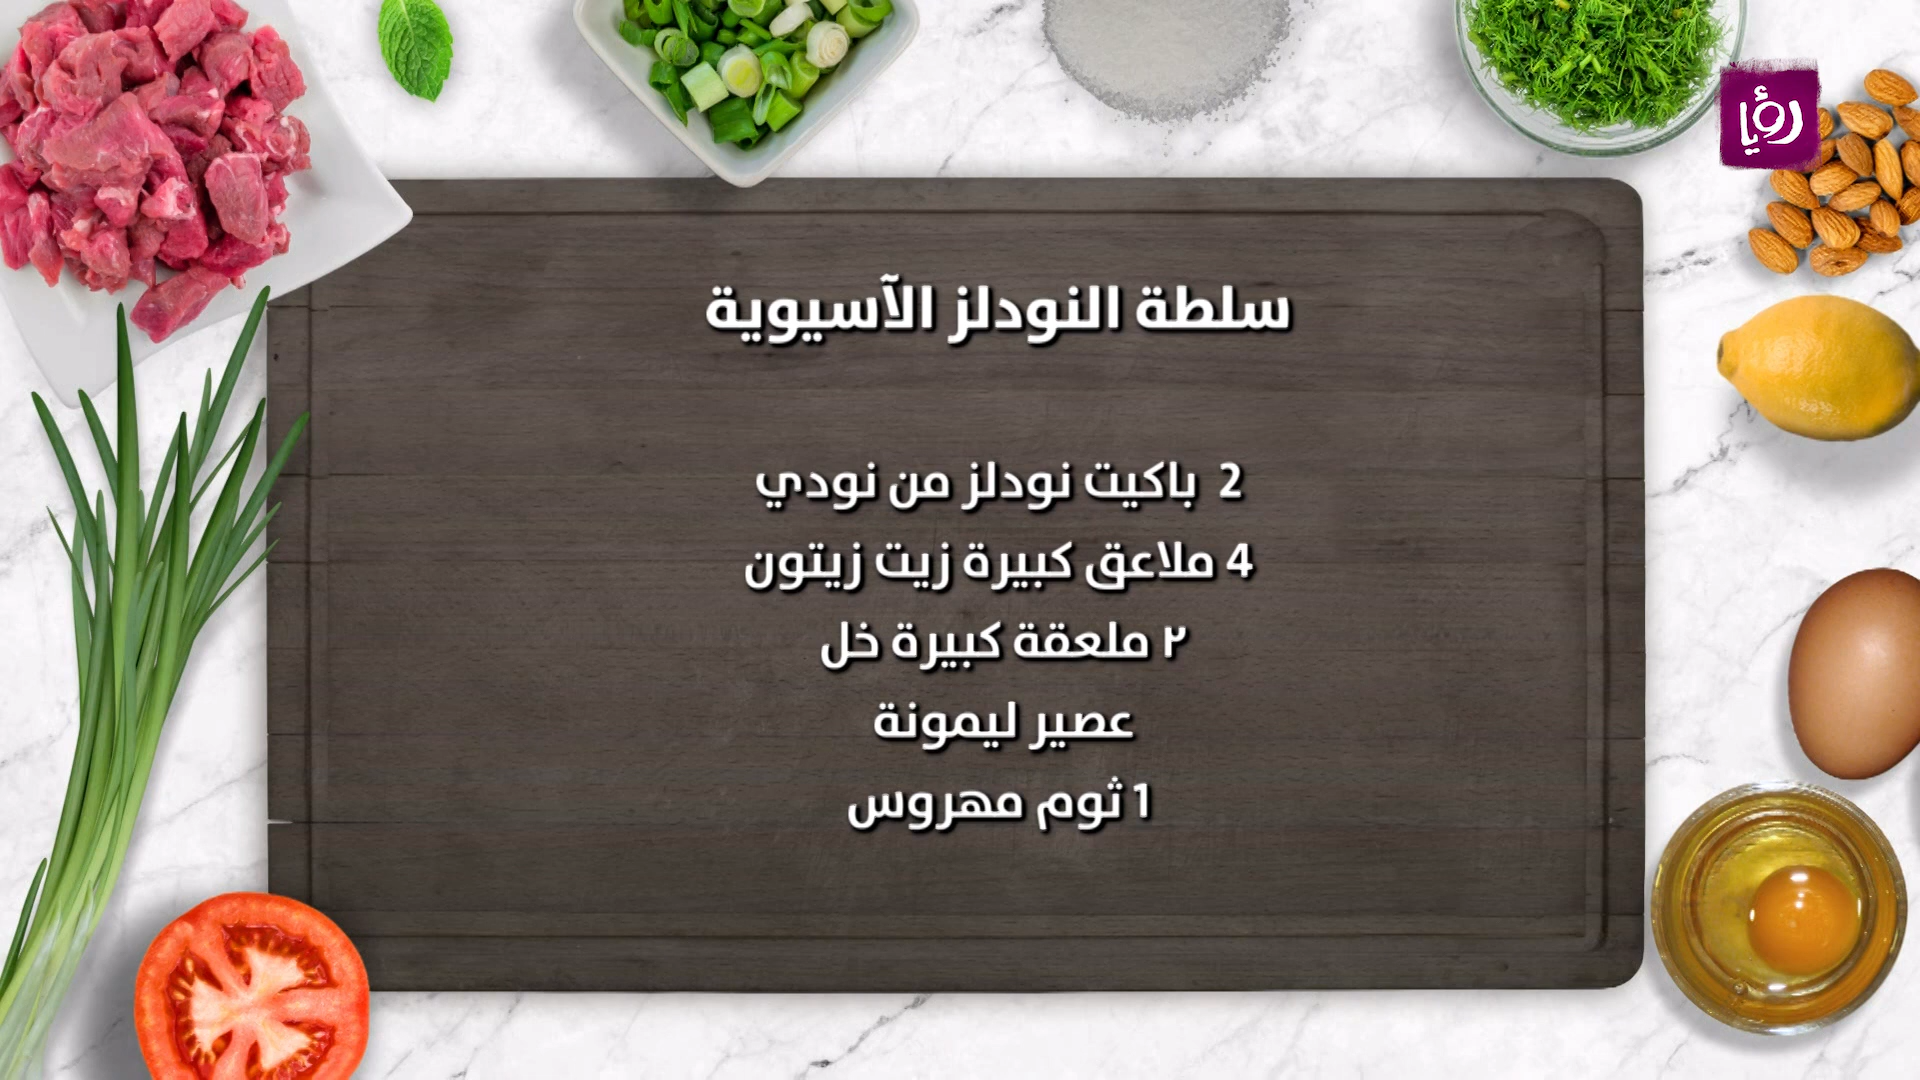 رؤيا
سلطة النودلز الآسيوية
2 باكيت نودلز من نودي
4 ملاعق كبيرة زيت زيتون
٢ ملعقة كبيرة خل
عصير ليمونة
1 ثوم مهروس